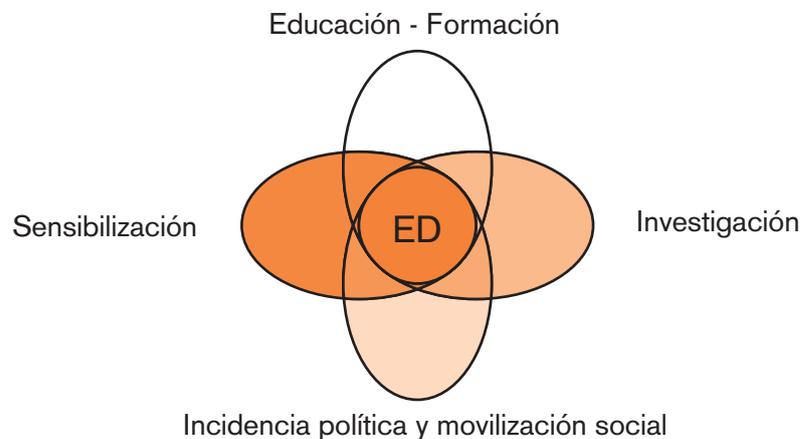 Educación - Formación
Sensibilización
ED
Investigación
Incidencia política y movilización social